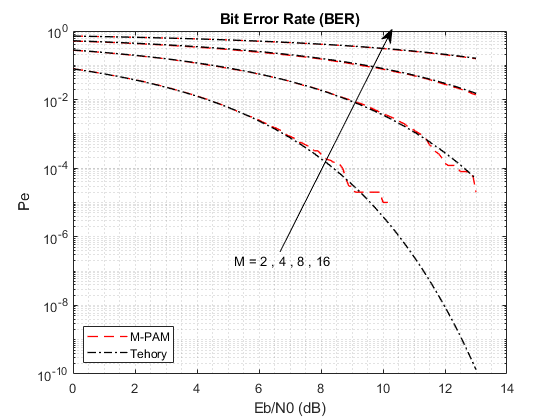 Bit Error Rate (BER)
10^0
10^-2
10^-4
10^-6
10^-8
10^-10
Pe
M = 2 , 4 , 8 , 16
M-PAM
Tehory
0 2 4 6 8 10 12 14
Eb/N0 (dB)